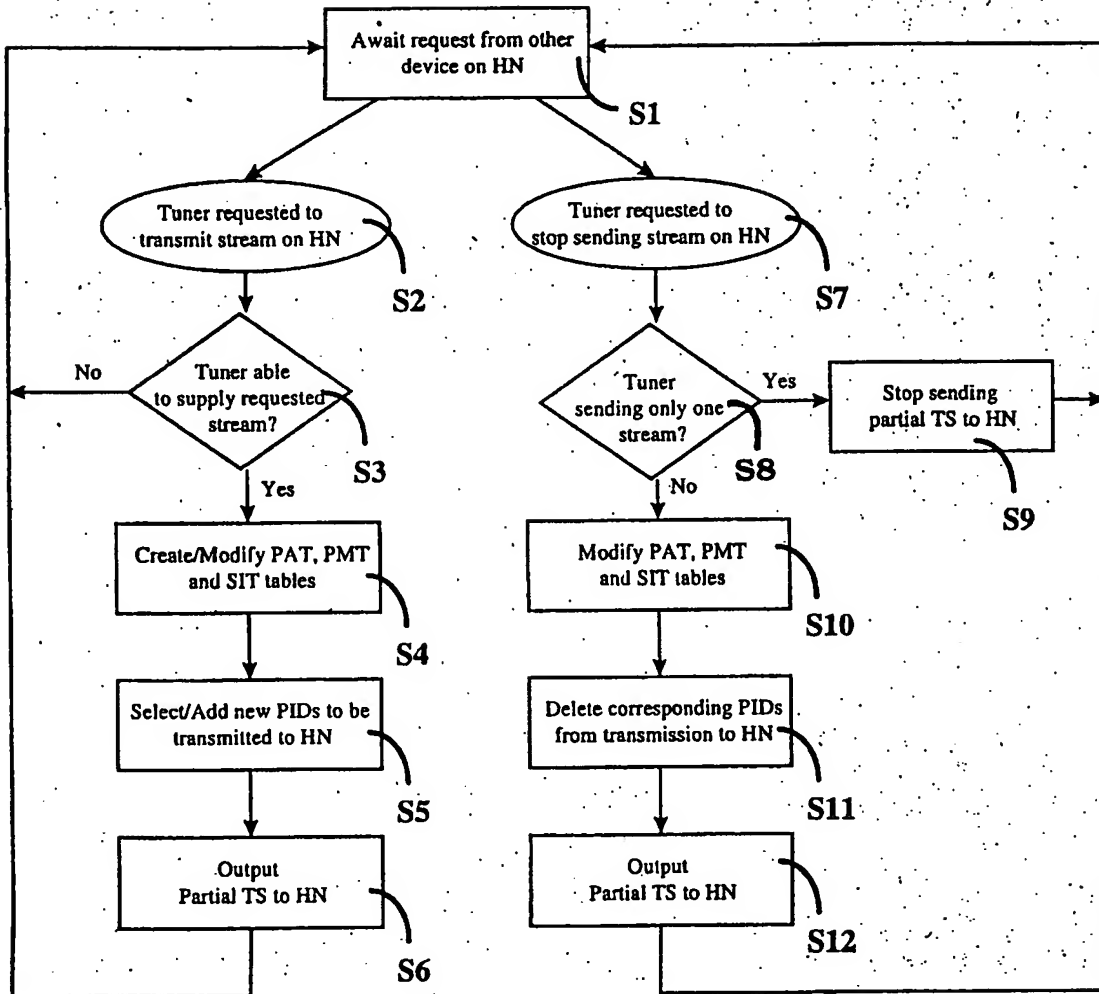 Await request from other
device on HN
S1
Tuner requested to
transmit stream on HN
S2
Tuner requested to
stop sending stream on HN
S7
No
Tuner able
to supply requested
stream?
S3
Yes
Tuner
sending only one
stream?
S8
Yes
Stop sending
partial TS to HN
S9
No
Create/Modify PAT, PMT
and SIT tables
S4
Modify PAT, PMT
and SIT tables
S10
Select/Add new PIDs to be
transmitted to HN
S5
Delete corresponding PIDs
from transmission to HN
S11
Output
Partial TS to HN
S6
Output
Partial TS to HN
S12